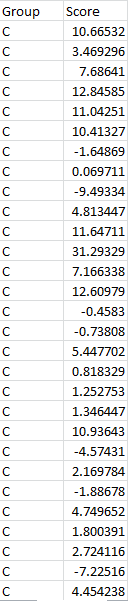 Group Score
C 10.66532
C 3.469296
C 7.68641
C 12.84585
C 11.04251
C 10.41327
C -1.64869
C 0.069711
C -9.49334
C 4.813447
C 11.64711
C 31.29329
C 7.166338
C 12.60979
C -0.4583
C -0.73808
C 5.447702
C 0.818329
C 1.252753
C 1.346447
C 10.93643
C -4.57431
C 2.169784
C -1.88678
C 4.749652
C 1.800391
C 2.724116
C -7.22516
C 4.454238